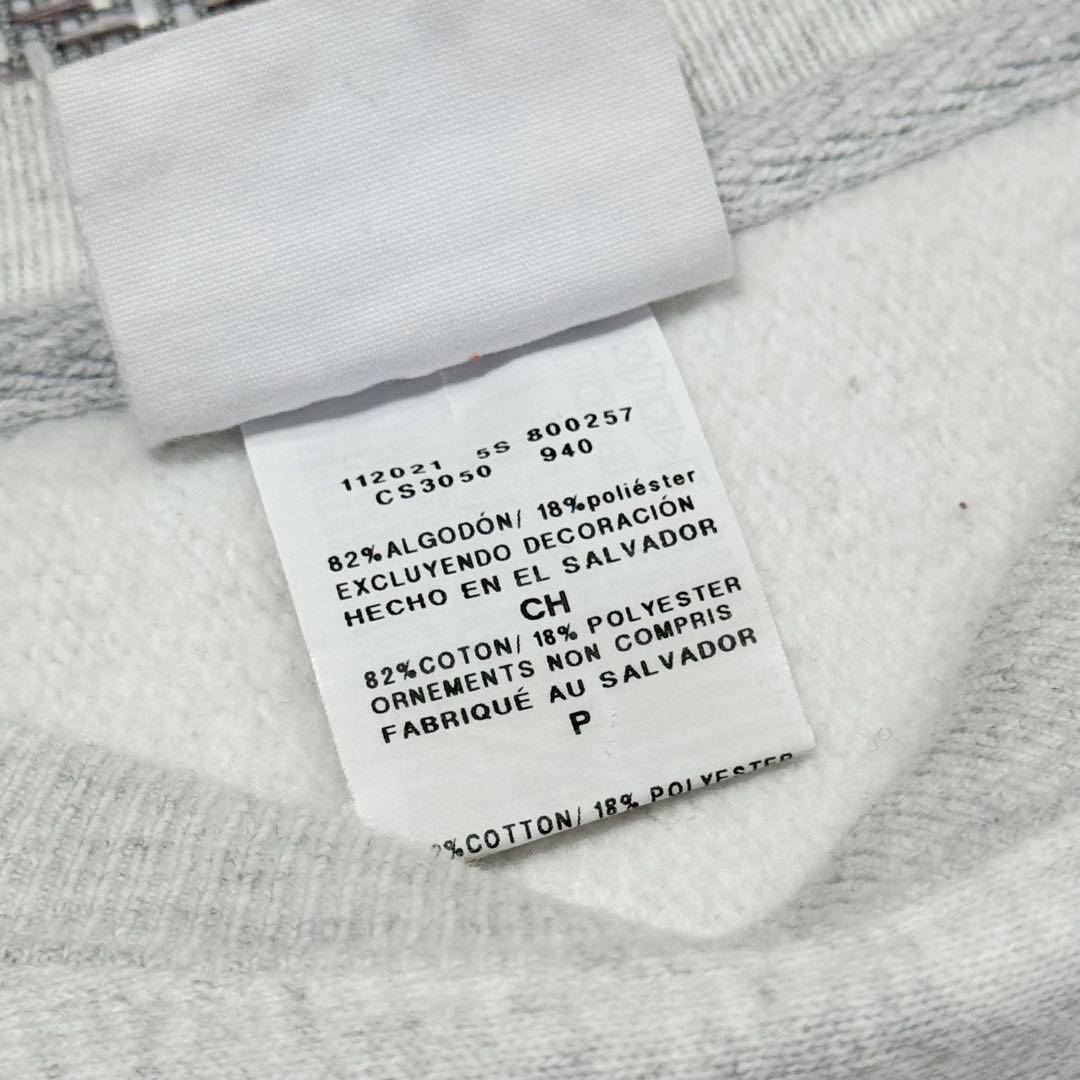 112021 5S 800257
CS3050 940
82%ALGODÓN/ 18%poliéster
EXCLUYENDO DECORACIÓN
HECHO EN EL SALVADOR
CH
82%COTON/ 18% POLYESTER
ORNEMENTS NON COMPRIS
FABRIQUÉ AU SALVADOR
P
%COTTON/ 18% POLYESTER